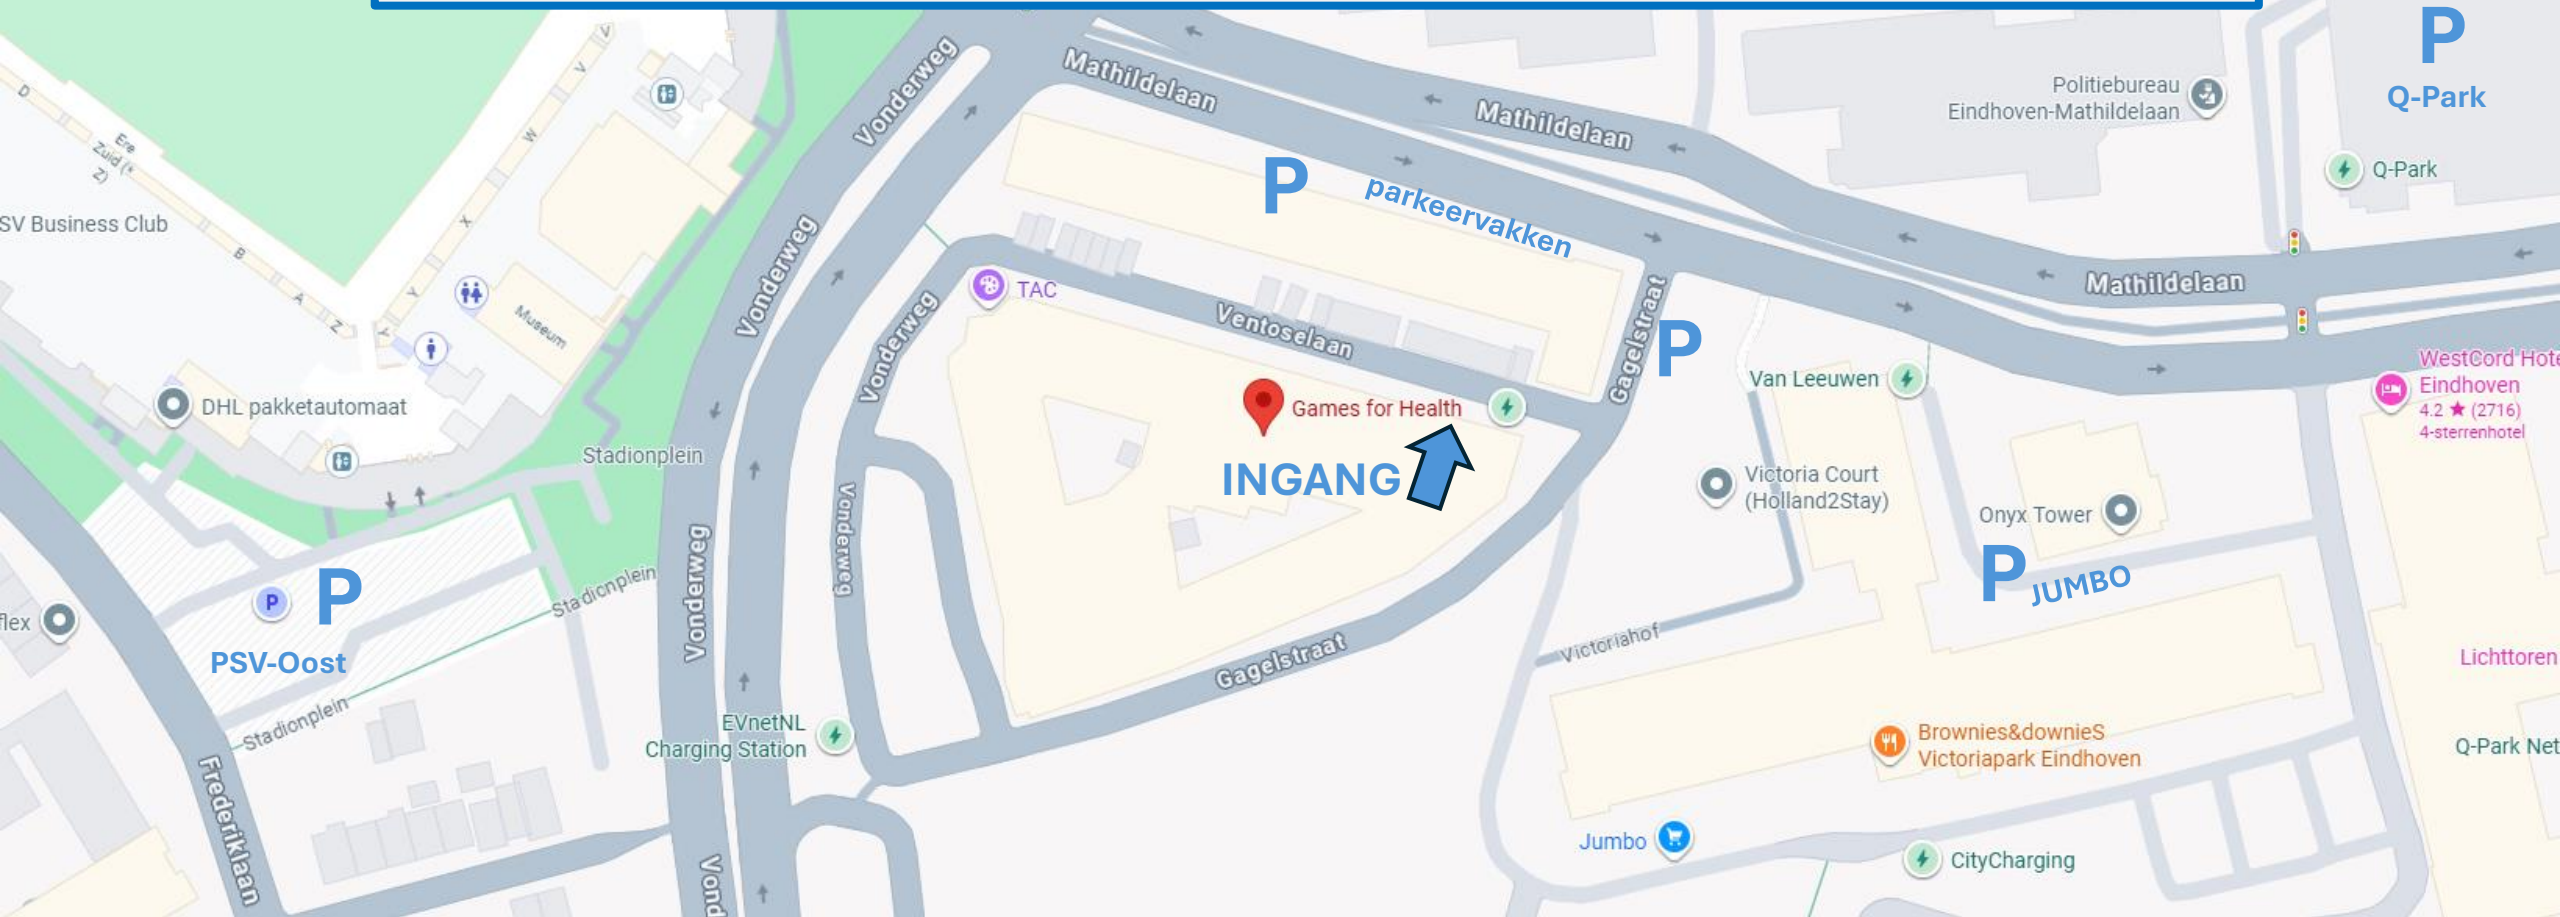 P
Q-Park
Politiebureau
Eindhoven-Mathildelaan
Q-Park
Vonderweg
Mathildelaan
Mathildelaan
Mathildelaan
P
parkeervakken
D
Ere
Zuid (*
Z)
B
A
Z
Y
Y
X
W
V
V
SV Business Club
Museum
Vonderweg
Vonderweg
TAC
Ventoselaan
Gagelstraat
P
Van Leeuwen
WestCord Hote
Eindhoven
4.2 ★ (2716)
4-sterrenhotel
DHL pakketautomaat
Games for Health
INGANG
Stadionplein
Victoria Court
(Holland2Stay)
Onyx Tower
P
JUMBO
Vonderweg
Vonderweg
Stadionplein
P
P
PSV-Oost
flex
Stadionplein
Victoriahof
Gagelstraat
Lichttoren
EVnetNL
Charging Station
Brownies&downieS
Victoriapark Eindhoven
Q-Park Net
Frederiklaan
Jumbo
CityCharging
Vond